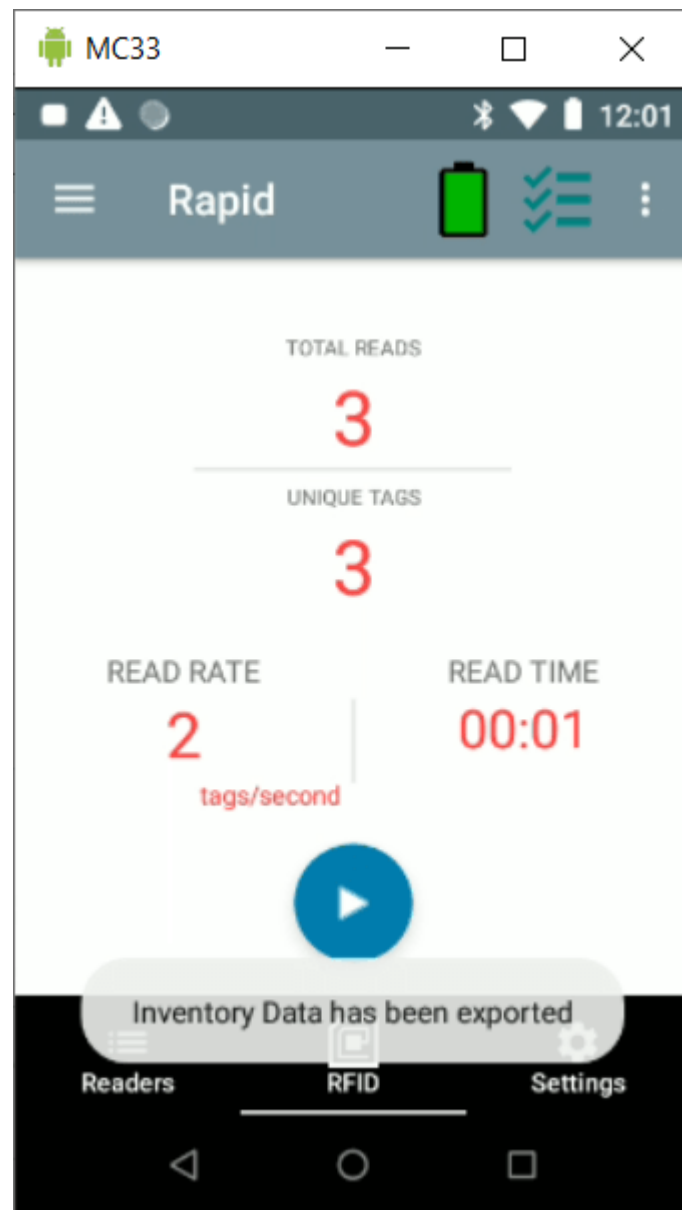 MC33
12:01
Rapid
TOTAL READS
3
UNIQUE TAGS
3
READ RATE
READ TIME
2
00:01
tags/second
Inventory Data has been exported
Readers
RFID
Settings